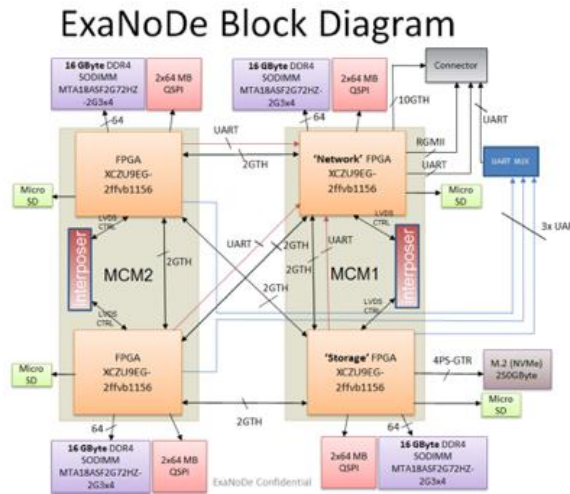 ExaNoDe Block Diagram
16 GByte DDR4
SODIMM
MTA18ASF2G72HZ
-2G3x4
2x64 MB
QSPI
16 GByte DDR4
SODIMM
MTA18ASF2G72HZ
-2G3x4
2x64 MB
QSPI
Connector
64
64
10GTH
UART
UART
RGMII
UART
UART MUX
FPGA
XCZU9EG-
2ffvb1156
2GTH
'Network' FPGA
XCZU9EG-
2ffvb1156
Micro
SD
Micro
SD
3x UA
LVDS
CTRL
LVDS
CTRL
Interposer
MCM2
2GTH
UART
2GTH
UART
2GTH
MCM1
Interposer
LVDS
CTRL
2GTH
LVDS
CTRL
Micro
SD
FPGA
XCZU9EG-
2ffvb1156
'Storage' FPGA
XCZU9EG-
2ffvb1156
4PS-GTR
M.2 (NVMe)
250GByte
Micro
SD
2GTH
64
64
16 GByte DDR4
SODIMM
MTA18ASF2G72HZ-
2G3x4
2x64 MB
QSPI
2x64 MB
QSPI
16 GByte DDR4
SODIMM
MTA18ASF2G72HZ-
2G3x4
ExaNoDe Confidential